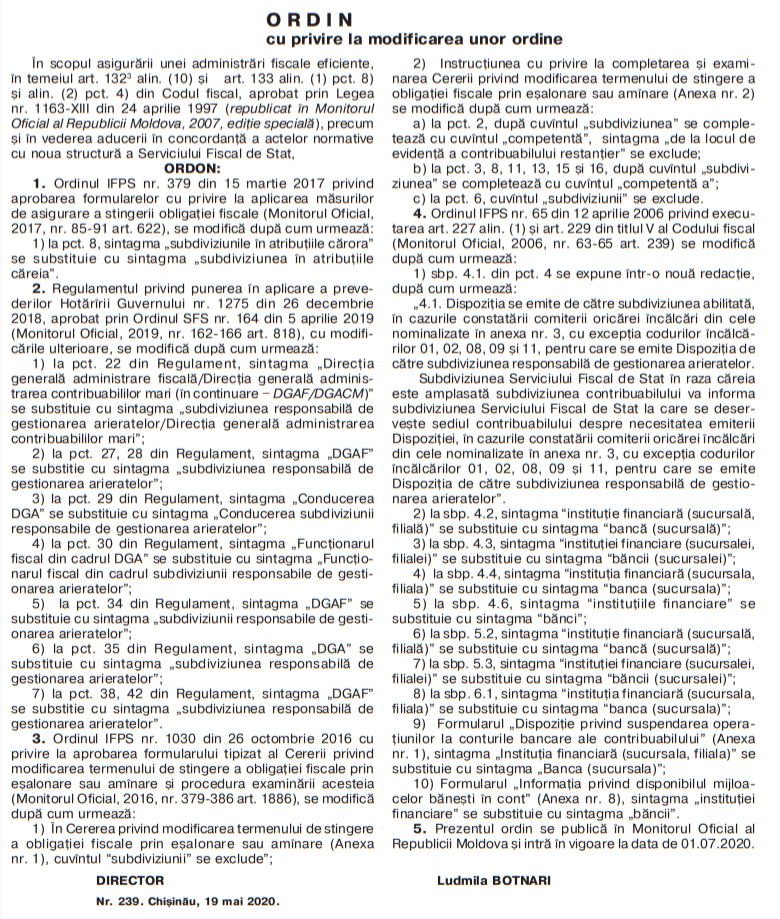 O R D I N
cu privire la modificarea unor ordine
În scopul asigurării unei administrări fiscale eficiente,
în temeiul art. 132³ alin. (10) și art. 133 alin. (1) pct. 8)
și alin. (2) pct. 4) din Codul fiscal, aprobat prin Legea
nr. 1163-XIII din 24 aprilie 1997 (republicat în Monitorul
Oficial al Republicii Moldova, 2007, ediție specială), precum
și în vederea aducerii în concordanță a actelor normative
cu noua structură a Serviciului Fiscal de Stat,
ORDON:
1. Ordinul IFPS nr. 379 din 15 martie 2017 privind
aprobarea formularelor cu privire la aplicarea măsurilor
de asigurare a stingerii obligației fiscale (Monitorul Oficial,
2017, nr. 85-91 art. 622), se modifică după cum urmează:
1) la pct. 8, sintagma „subdiviziunile în atribuțiile cărora”
se substituie cu sintagma „subdiviziunea în atribuțiile
căreia”.
2. Regulamentul privind punerea în aplicare a preve-
derilor Hotărîrii Guvernului nr. 1275 din 26 decembrie
2018, aprobat prin Ordinul SFS nr. 164 din 5 aprilie 2019
(Monitorul Oficial, 2019, nr. 162-166 art. 818), cu modifi-
cările ulterioare, se modifică după cum urmează:
1) la pct. 22 din Regulament, sintagma „Direcția
generală administrare fiscală/Direcția generală adminis-
trarea contribuabililor mari (în continuare – DGAF/DGACM)”
se substituie cu sintagma „subdiviziunea responsabilă de
gestionarea arieratelor/Direcția generală administrarea
contribuabililor mari”;
2) la pct. 27, 28 din Regulament, sintagma „DGAF”
se substitie cu sintagma „subdiviziunea responsabilă de
gestionarea arieratelor”;
3) la pct. 29 din Regulament, sintagma „Conducerea
DGA” se substituie cu sintagma „Conducerea subdiviziunii
responsabile de gestionarea arieratelor”;
4) la pct. 30 din Regulament, sintagma „Funcționarul
fiscal din cadrul DGA” se substituie cu sintagma „Funcțio-
narul fiscal din cadrul subdiviziunii responsabile de gesti-
onarea arieratelor”;
5) la pct. 34 din Regulament, sintagma „DGAF” se
substituie cu sintagma „subdiviziunii responsabile de gesti-
onarea arieratelor”;
6) la pct. 35 din Regulament, sintagma „DGA” se
substituie cu sintagma „subdiviziunea responsabilă de
gestionarea arieratelor”;
7) la pct. 38, 42 din Regulament, sintagma „DGAF”
se substitie cu sintagma „subdiviziunea responsabilă de
gestionarea arieratelor”.
3. Ordinul IFPS nr. 1030 din 26 octombrie 2016 cu
privire la aprobarea formularului tipizat al Cererii privind
modificarea termenului de stingere a obligației fiscale prin
eșalonare sau amînare și procedura examinării acesteia
(Monitorul Oficial, 2016, nr. 379-386 art. 1886), se modifică
după cum urmează:
1) În Cererea privind modificarea termenului de stingere
a obligației fiscale prin eșalonare sau amînare (Anexa
nr. 1), cuvîntul “subdiviziunii” se exclude”;
2) Instrucțiunea cu privire la completarea și exami-
narea Cererii privind modificarea termenului de stingere a
obligației fiscale prin eșalonare sau amînare (Anexa nr. 2)
se modifică după cum urmează:
a) la pct. 2, după cuvîntul „subdiviziunea” se comple-
tează cu cuvîntul „competentă”, sintagma „de la locul de
evidență a contribuabilului restanțier” se exclude;
b) la pct. 3, 8, 11, 13, 15 și 16, după cuvîntul „subdivi-
ziunea” se completează cu cuvîntul „competentă a”;
c) la pct. 6, cuvîntul „subdiviziunii” se exclude.
4. Ordinul IFPS nr. 65 din 12 aprilie 2006 privind execu-
tarea art. 227 alin. (1) și art. 229 din titlul V al Codului fiscal
(Monitorul Oficial, 2006, nr. 63-65 art. 239) se modifică
după cum urmează:
1) sbp. 4.1. din pct. 4 se expune într-o nouă redacție,
după cum urmează:
„4.1. Dispoziția se emite de către subdiviziunea abilitată,
în cazurile constatării comiterii oricărei încălcări din cele
nominalizate în anexa nr. 3, cu excepția codurilor încălcă-
rilor 01, 02, 08, 09 și 11, pentru care se emite Dispoziția de
către subdiviziunea responsabilă de gestionarea arieratelor.
Subdiviziunea Serviciului Fiscal de Stat în raza căreia
este amplasată subdiviziunea contribuabilului va informa
subdiviziunea Serviciului Fiscal de Stat la care se deser-
vește sediul contribuabilului despre necesitatea emiterii
Dispoziției, în cazurile constatării comiterii oricărei încălcări
din cele nominalizate în anexa nr. 3, cu excepția codurilor
încălcărilor 01, 02, 08, 09 și 11, pentru care se emite
Dispoziția de către subdiviziunea responsabilă de gestio-
narea arieratelor”.
2) la sbp. 4.2, sintagma “instituție financiară (sucursală,
filială)” se substituie cu sintagma “bancă (sucursală)”;
3) la sbp. 4.3, sintagma “instituției financiare (sucursalei,
filialei)” se substituie cu sintagma “băncii (sucursalei)”;
4) la sbp. 4.4, sintagma “instituția financiară (sucursala,
filiala)” se substituie cu sintagma “banca (sucursala)”;
5) la sbp. 4.6, sintagma “instituțiile financiare” se
substituie cu sintagma “bănci”;
6) la sbp. 5.2, sintagma “instituție financiară (sucursală,
filială)” se substituie cu sintagma “bancă (sucursală)”;
7) la sbp. 5.3, sintagma “instituției financiare (sucursalei,
filialei)” se substituie cu sintagma “băncii (sucursalei)”;
8) la sbp. 6.1, sintagma “instituția financiară (sucursala,
filiala)” se substituie cu sintagma “banca (sucursala)”;
9) Formularul „Dispoziție privind suspendarea opera-
țiunilor la conturile bancare ale contribuabilului” (Anexa
nr. 1), sintagma „Instituția financiară (sucursala, filiala)” se
substituie cu sintagma „Banca (sucursala)”;
10) Formularul „Informația privind disponibilul mijloa-
celor bănești în cont” (Anexa nr. 8), sintagma „instituției
financiare” se substituie cu sintagma „băncii”.
5. Prezentul ordin se publică în Monitorul Oficial al
Republicii Moldova și intră în vigoare la data de 01.07.2020.
DIRECTOR
Ludmila BOTNARI
Nr. 239. Chișinău, 19 mai 2020.